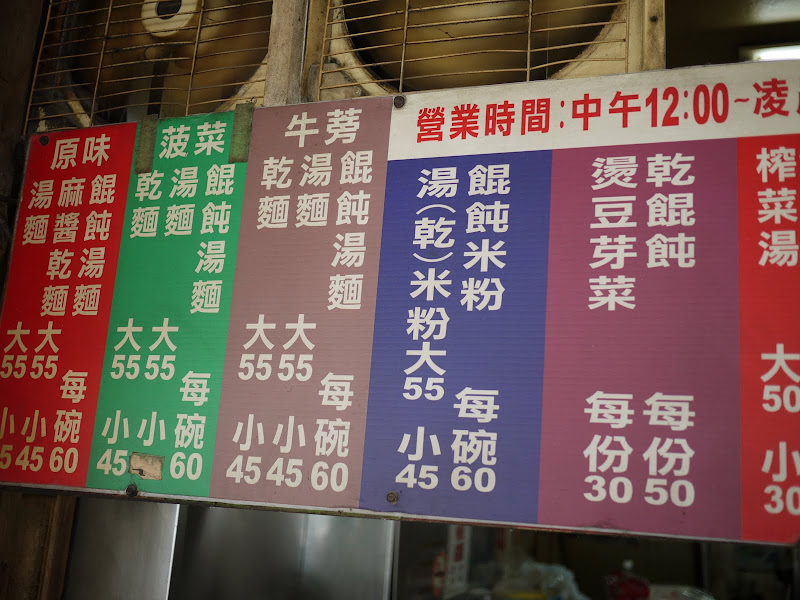 營業時間:中午12:00~凌
原味
餛飩湯麵
每碗60
麻醬乾麵
大55
小45
湯麵
大55
小
菠菜
餛飩湯麵
每碗60
湯麵
大55
小
乾麵
大55
小45
牛蒡
餛飩湯麵
每碗60
湯麵
大55
小45
乾麵
大55
小45
餛飩米粉
每碗60
湯(乾)米粉
大55
小45
乾餛飩
每份50
燙豆芽菜
每份30
榨菜湯
大50
小30